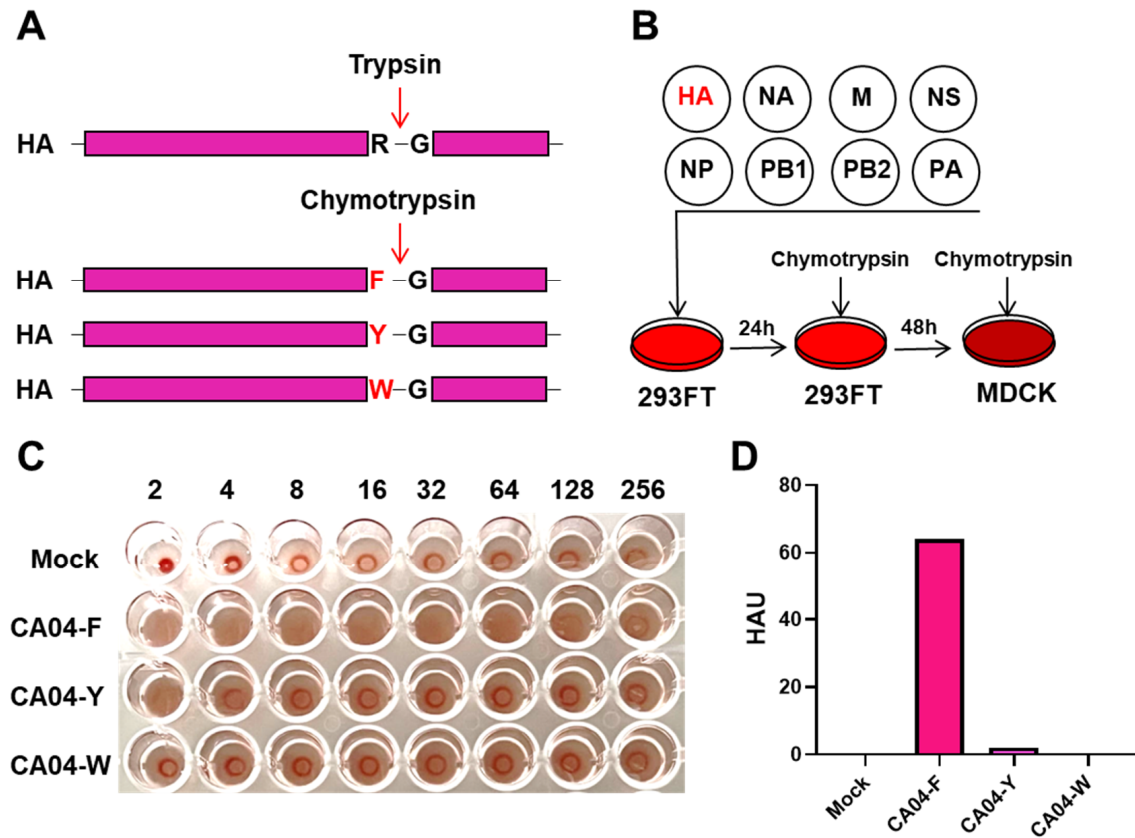 A
Trypsin
HA R G
Chymotrypsin
HA F G
HA Y G
HA W G
B
HA NA M NS
NP PB1 PB2 PA
Chymotrypsin Chymotrypsin
24h 48h
293FT 293FT MDCK
C
2 4 8 16 32 64 128 256
Mock
CA04-F
CA04-Y
CA04-W
D
HAU
80
60
40
20
0
Mock CA04-F CA04-Y CA04-W